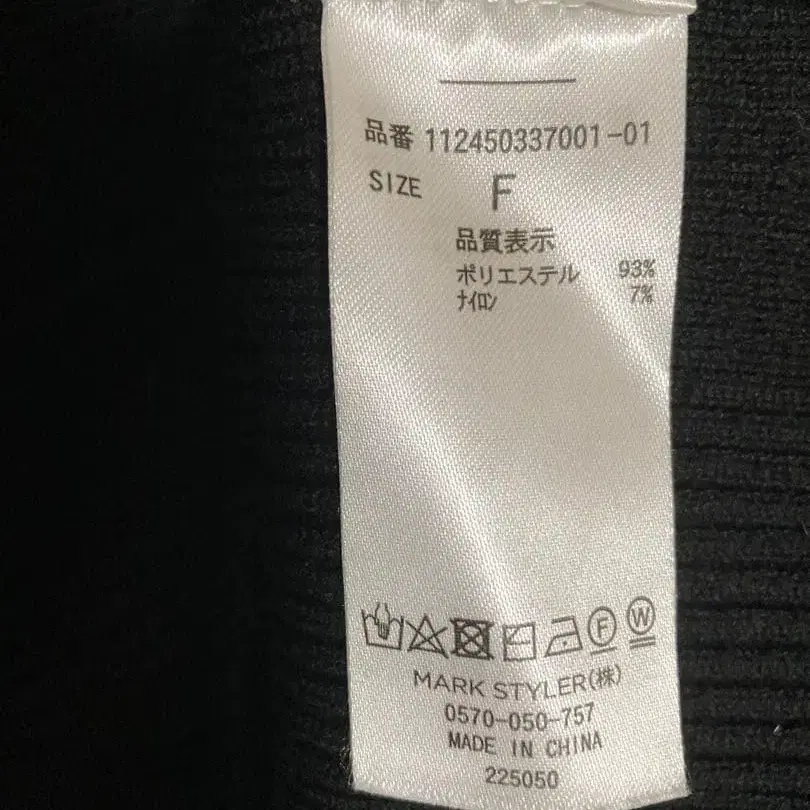 品番 112450337001-01
SIZE F
品質表示
ポリエステル 93%
ﾅｲﾛﾝ 7%
F W
MARK STYLER(株)
0570-050-757
MADE IN CHINA
225050